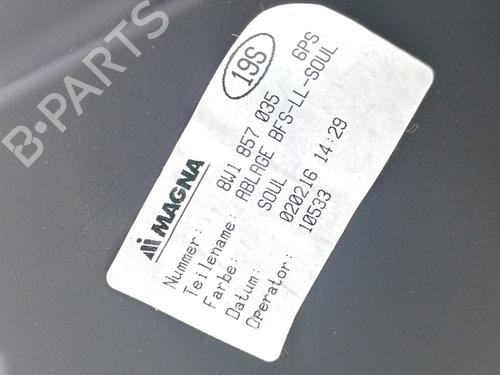 19S
MAGNA
Nummer: 8W1 857 035 6PS
Teilename: ABLAGE BFS-LL-SOUL
Farbe: SOUL
Datum: 020216 14:29
Operator: 10533
B-PARTS